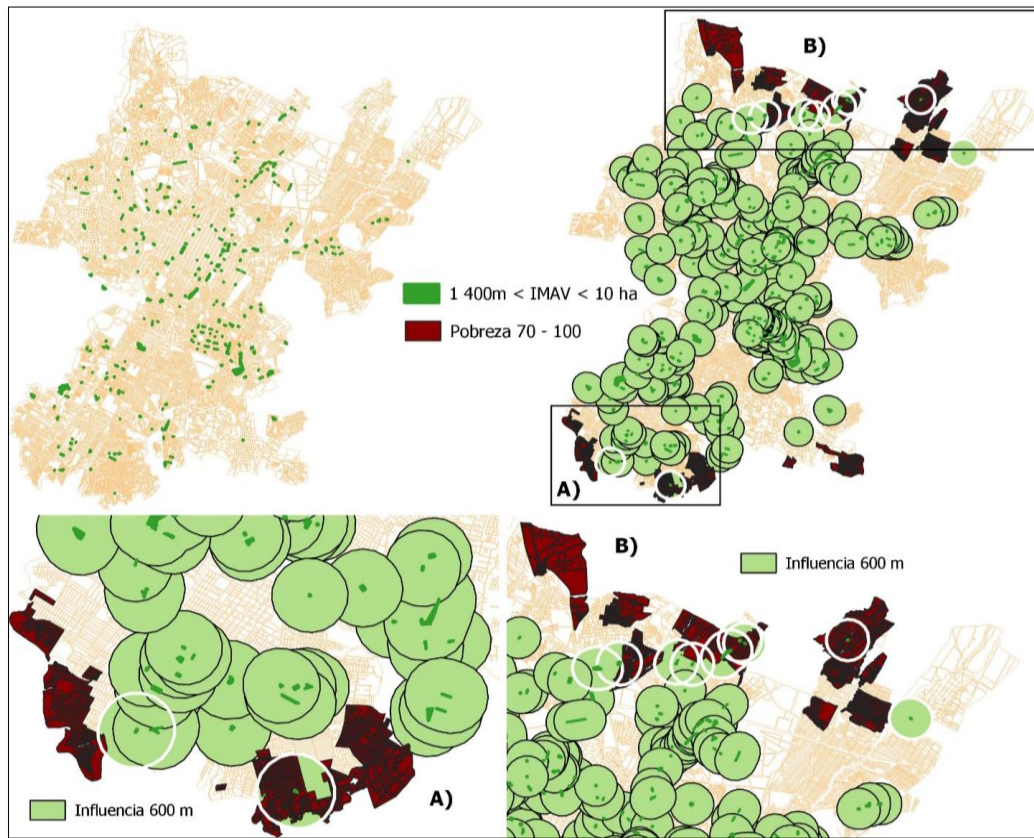 B)
1 400m < IMAV < 10 ha
Pobreza 70 - 100
A)
B)
Influencia 600 m
Influencia 600 m
A)